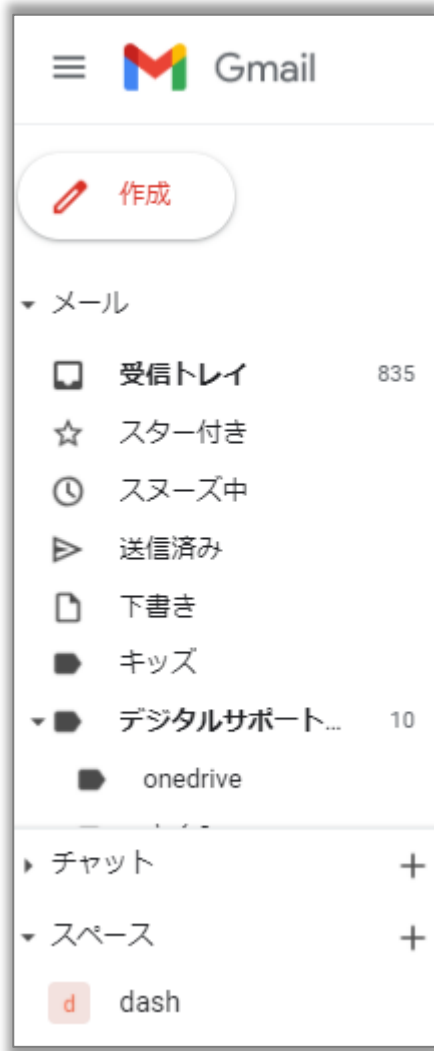 Gmail
作成
メール
受信トレイ 835
スター付き
スヌーズ中
送信済み
下書き
キッズ
デジタルサポート... 10
onedrive
チャット
スペース
d dash